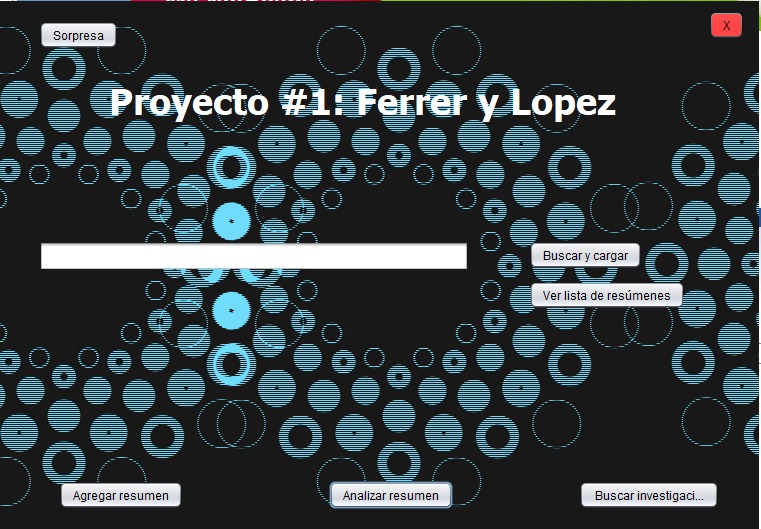 Sorpresa
X
Proyecto #1: Ferrer y Lopez
Buscar y cargar
Ver lista de resúmenes
Agregar resumen
Analizar resumen
Buscar investigaci...